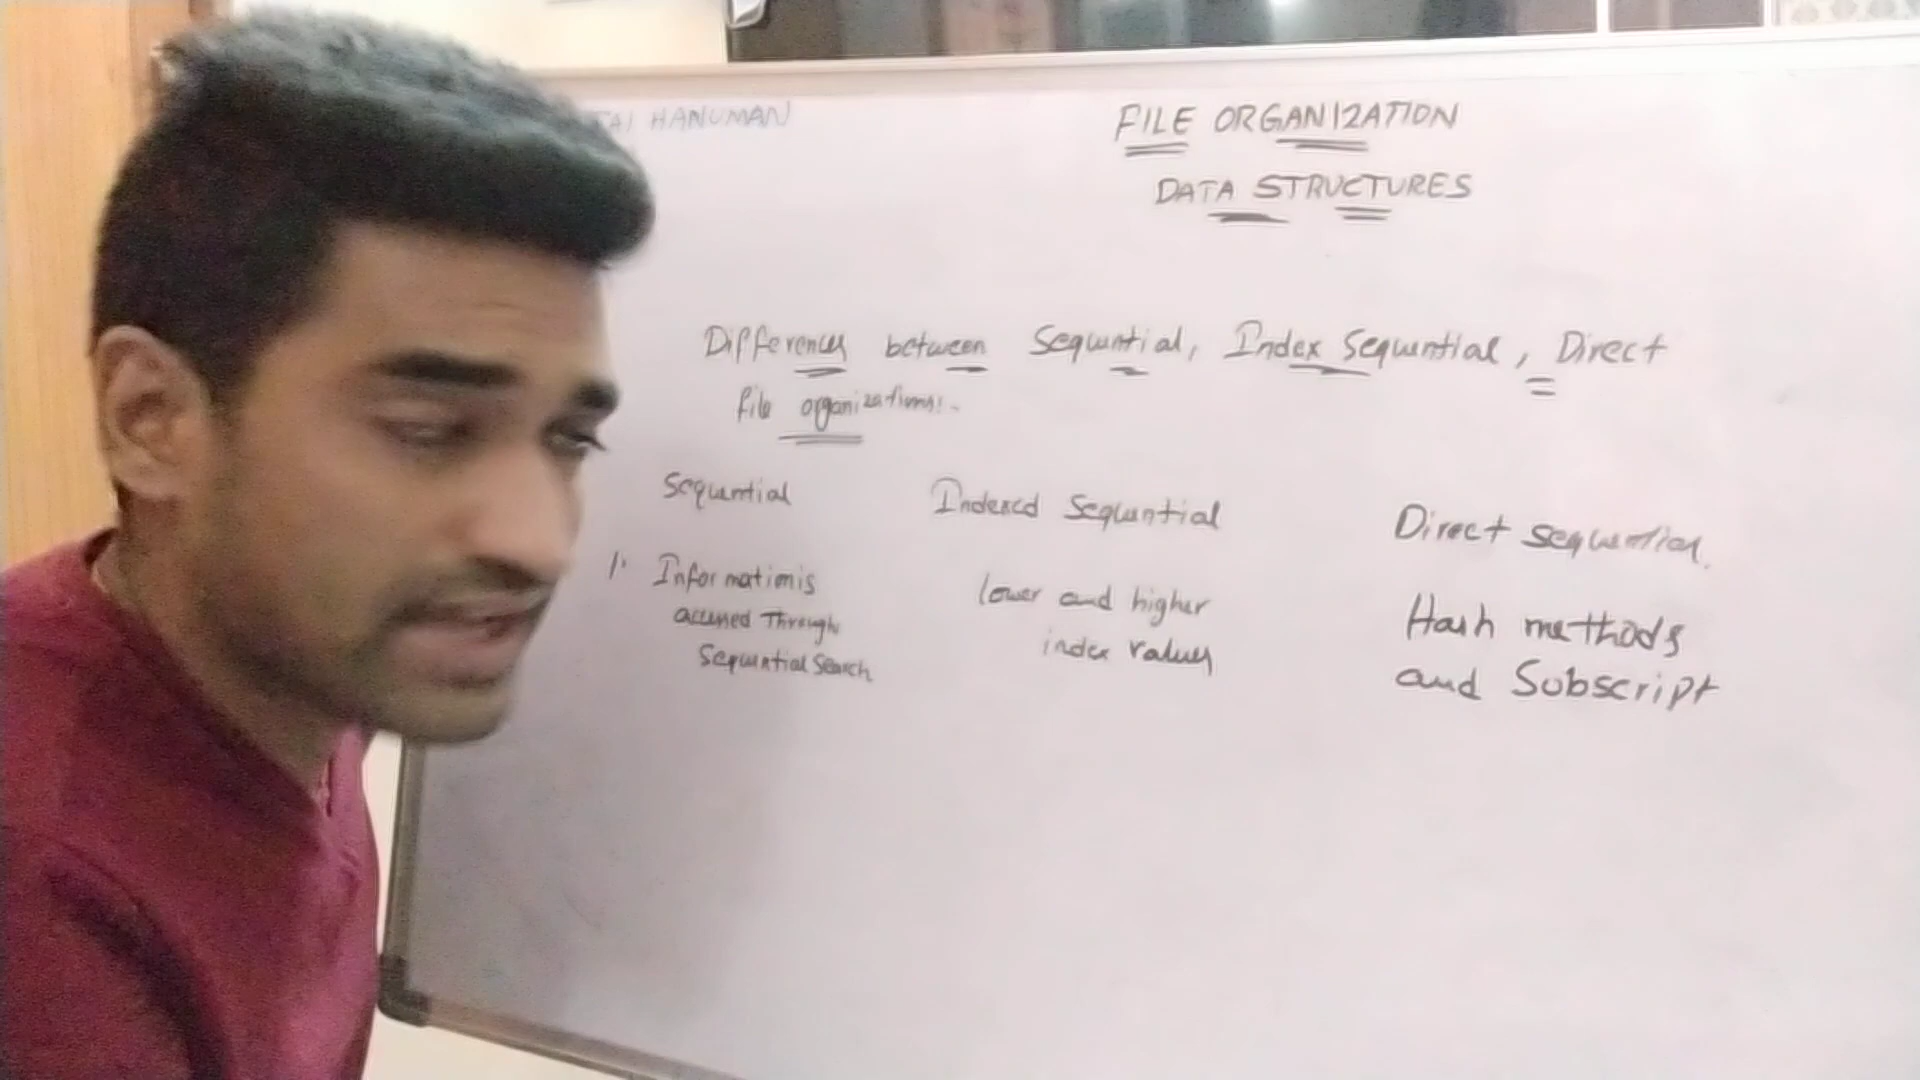 JAI HANUMAN
FILE ORGANIZATION
DATA STRUCTURES
Differences between Sequential, Index Sequential, Direct
file organizations:-
Sequential
Indexed Sequential
Direct sequential.
1. Information is
accessed Through
Sequential Search
lower and higher
index values
Hash methods
and Subscript